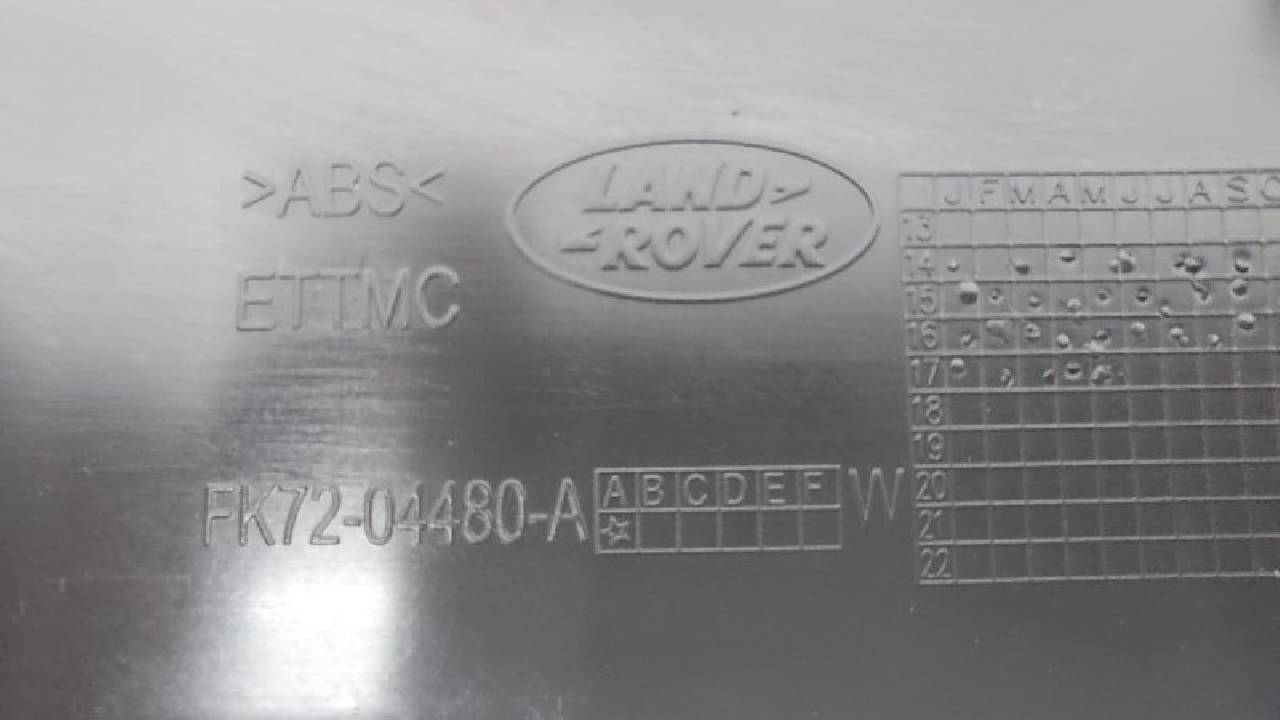 >ABS<
ETTMC
LAND
ROVER
FK72-04480-A
A B C D E F
W
J F M A M J J A S O
13
14
15
16
17
18
19
20
21
22